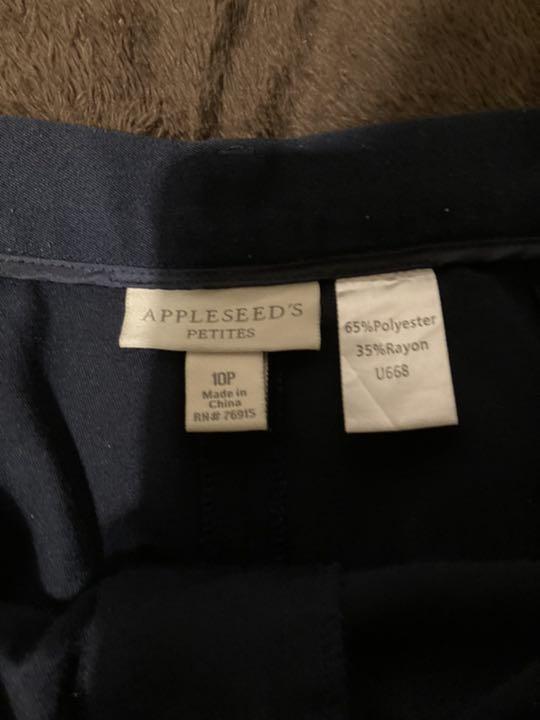 APPLESEED'S
PETITES
10P
Made in
China
RN# 76915
65%Polyester
35%Rayon
U668